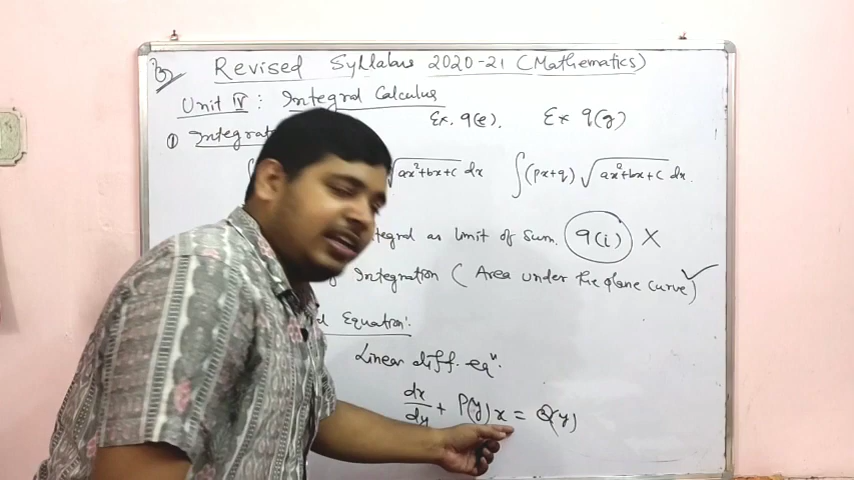 B
Revised Syllabus 2020-21 (Mathematics)
Unit IV : Integral Calculus
Ex. 9(e). Ex 9(g)
① Integrat
√ax²+bx+c dx ∫(px+q) √ax²+bx+c dx.
tegral as limit of Sum. 9(i) X
Integration ( Area under the plane curve) ✓
Equation:
Linear diff. eqⁿ.
dx/dy + P(y) x = Q(y)